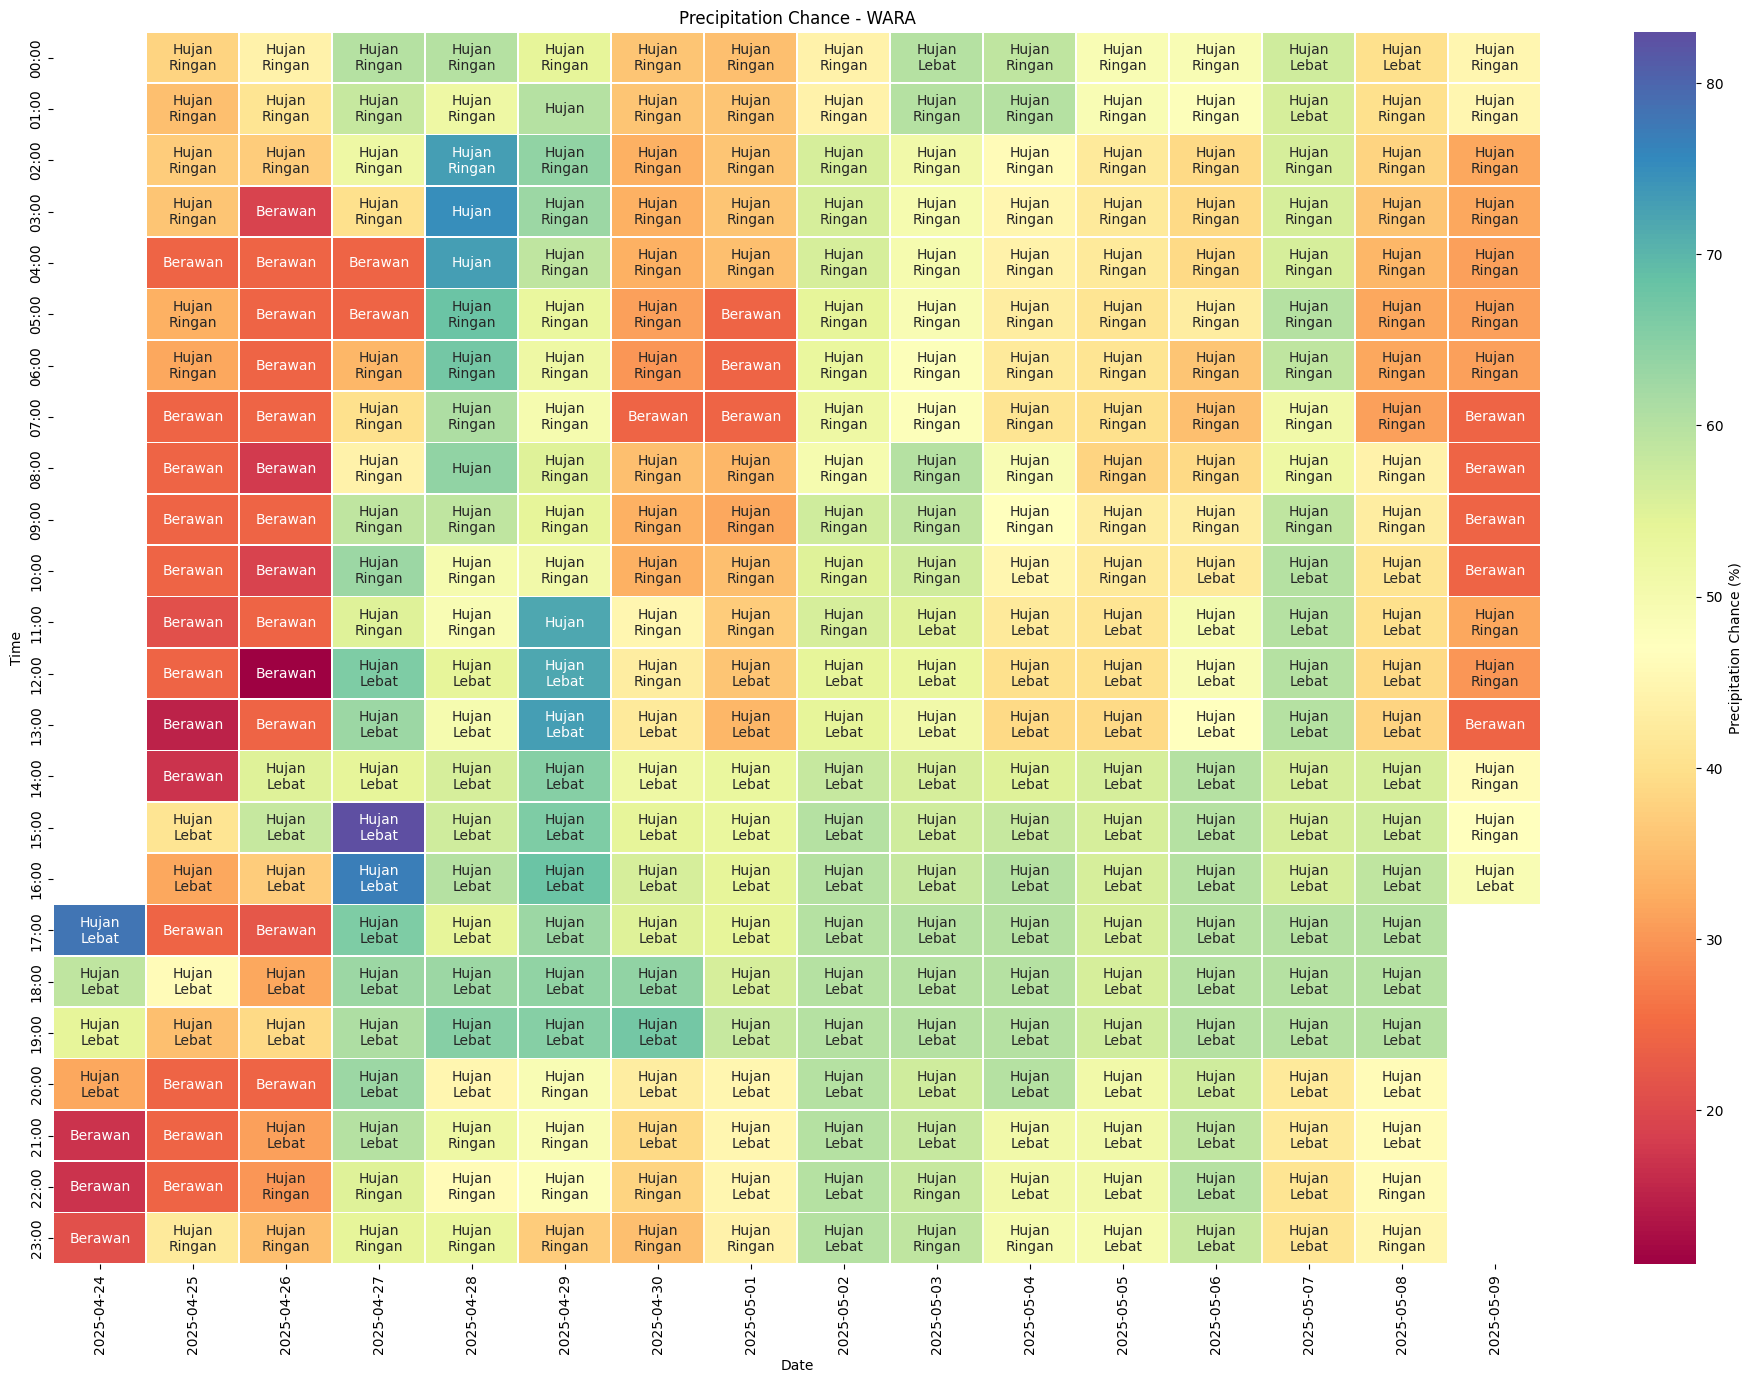 Precipitation Chance - WARA
00:00 Hujan Ringan Hujan Ringan Hujan Ringan Hujan Ringan Hujan Ringan Hujan Ringan Hujan Ringan Hujan Ringan Hujan Lebat Hujan Ringan Hujan Ringan Hujan Ringan Hujan Lebat Hujan Lebat Hujan Ringan
01:00 Hujan Ringan Hujan Ringan Hujan Ringan Hujan Ringan Hujan Hujan Ringan Hujan Ringan Hujan Ringan Hujan Ringan Hujan Ringan Hujan Ringan Hujan Ringan Hujan Lebat Hujan Ringan Hujan Ringan
02:00 Hujan Ringan Hujan Ringan Hujan Ringan Hujan Ringan Hujan Ringan Hujan Ringan Hujan Ringan Hujan Ringan Hujan Ringan Hujan Ringan Hujan Ringan Hujan Ringan Hujan Ringan Hujan Ringan Hujan Ringan
03:00 Hujan Ringan Berawan Hujan Ringan Hujan Hujan Ringan Hujan Ringan Hujan Ringan Hujan Ringan Hujan Ringan Hujan Ringan Hujan Ringan Hujan Ringan Hujan Ringan Hujan Ringan Hujan Ringan
04:00 Berawan Berawan Berawan Hujan Hujan Ringan Hujan Ringan Hujan Ringan Hujan Ringan Hujan Ringan Hujan Ringan Hujan Ringan Hujan Ringan Hujan Ringan Hujan Ringan Hujan Ringan
05:00 Hujan Ringan Berawan Berawan Hujan Ringan Hujan Ringan Hujan Ringan Berawan Hujan Ringan Hujan Ringan Hujan Ringan Hujan Ringan Hujan Ringan Hujan Ringan Hujan Ringan Hujan Ringan
06:00 Hujan Ringan Berawan Hujan Ringan Hujan Ringan Hujan Ringan Hujan Ringan Berawan Hujan Ringan Hujan Ringan Hujan Ringan Hujan Ringan Hujan Ringan Hujan Ringan Hujan Ringan Hujan Ringan
07:00 Berawan Berawan Hujan Ringan Hujan Ringan Hujan Ringan Berawan Berawan Hujan Ringan Hujan Ringan Hujan Ringan Hujan Ringan Hujan Ringan Hujan Ringan Hujan Ringan Berawan
08:00 Berawan Berawan Hujan Ringan Hujan Hujan Ringan Hujan Ringan Hujan Ringan Hujan Ringan Hujan Ringan Hujan Ringan Hujan Ringan Hujan Ringan Hujan Ringan Hujan Ringan Berawan
09:00 Berawan Berawan Hujan Ringan Hujan Ringan Hujan Ringan Hujan Ringan Hujan Ringan Hujan Ringan Hujan Ringan Hujan Ringan Hujan Ringan Hujan Ringan Hujan Ringan Hujan Ringan Berawan
10:00 Berawan Berawan Hujan Ringan Hujan Ringan Hujan Ringan Hujan Ringan Hujan Ringan Hujan Ringan Hujan Ringan Hujan Lebat Hujan Ringan Hujan Lebat Hujan Lebat Hujan Lebat Berawan
11:00 Berawan Berawan Hujan Ringan Hujan Ringan Hujan Hujan Ringan Hujan Ringan Hujan Ringan Hujan Lebat Hujan Lebat Hujan Lebat Hujan Lebat Hujan Lebat Hujan Lebat Hujan Ringan
12:00 Berawan Berawan Hujan Lebat Hujan Lebat Hujan Lebat Hujan Ringan Hujan Lebat Hujan Lebat Hujan Lebat Hujan Lebat Hujan Lebat Hujan Lebat Hujan Lebat Hujan Lebat Hujan Ringan
13:00 Berawan Berawan Hujan Lebat Hujan Lebat Hujan Lebat Hujan Lebat Hujan Lebat Hujan Lebat Hujan Lebat Hujan Lebat Hujan Lebat Hujan Lebat Hujan Lebat Hujan Lebat Berawan
14:00 Berawan Hujan Lebat Hujan Lebat Hujan Lebat Hujan Lebat Hujan Lebat Hujan Lebat Hujan Lebat Hujan Lebat Hujan Lebat Hujan Lebat Hujan Lebat Hujan Lebat Hujan Lebat Hujan Ringan
15:00 Hujan Lebat Hujan Lebat Hujan Lebat Hujan Lebat Hujan Lebat Hujan Lebat Hujan Lebat Hujan Lebat Hujan Lebat Hujan Lebat Hujan Lebat Hujan Lebat Hujan Lebat Hujan Lebat Hujan Ringan
16:00 Hujan Lebat Hujan Lebat Hujan Lebat Hujan Lebat Hujan Lebat Hujan Lebat Hujan Lebat Hujan Lebat Hujan Lebat Hujan Lebat Hujan Lebat Hujan Lebat Hujan Lebat Hujan Lebat Hujan Lebat
17:00 Hujan Lebat Berawan Berawan Hujan Lebat Hujan Lebat Hujan Lebat Hujan Lebat Hujan Lebat Hujan Lebat Hujan Lebat Hujan Lebat Hujan Lebat Hujan Lebat Hujan Lebat Hujan Lebat
18:00 Hujan Lebat Hujan Lebat Hujan Lebat Hujan Lebat Hujan Lebat Hujan Lebat Hujan Lebat Hujan Lebat Hujan Lebat Hujan Lebat Hujan Lebat Hujan Lebat Hujan Lebat Hujan Lebat Hujan Lebat
19:00 Hujan Lebat Hujan Lebat Hujan Lebat Hujan Lebat Hujan Lebat Hujan Lebat Hujan Lebat Hujan Lebat Hujan Lebat Hujan Lebat Hujan Lebat Hujan Lebat Hujan Lebat Hujan Lebat Hujan Lebat
20:00 Hujan Lebat Berawan Berawan Hujan Lebat Hujan Lebat Hujan Ringan Hujan Lebat Hujan Lebat Hujan Lebat Hujan Lebat Hujan Lebat Hujan Lebat Hujan Lebat Hujan Lebat Hujan Lebat
21:00 Berawan Berawan Hujan Lebat Hujan Lebat Hujan Ringan Hujan Ringan Hujan Lebat Hujan Lebat Hujan Lebat Hujan Lebat Hujan Lebat Hujan Lebat Hujan Lebat Hujan Lebat Hujan Lebat
22:00 Berawan Berawan Hujan Ringan Hujan Ringan Hujan Ringan Hujan Ringan Hujan Ringan Hujan Lebat Hujan Lebat Hujan Ringan Hujan Lebat Hujan Lebat Hujan Lebat Hujan Lebat Hujan Ringan
23:00 Berawan Hujan Ringan Hujan Ringan Hujan Ringan Hujan Ringan Hujan Ringan Hujan Ringan Hujan Ringan Hujan Lebat Hujan Ringan Hujan Ringan Hujan Lebat Hujan Lebat Hujan Lebat Hujan Ringan
Time
2025-04-24 2025-04-25 2025-04-26 2025-04-27 2025-04-28 2025-04-29 2025-04-30 2025-05-01 2025-05-02 2025-05-03 2025-05-04 2025-05-05 2025-05-06 2025-05-07 2025-05-08 2025-05-09
Date
80
70
60
50
40
30
20
Precipitation Chance (%)